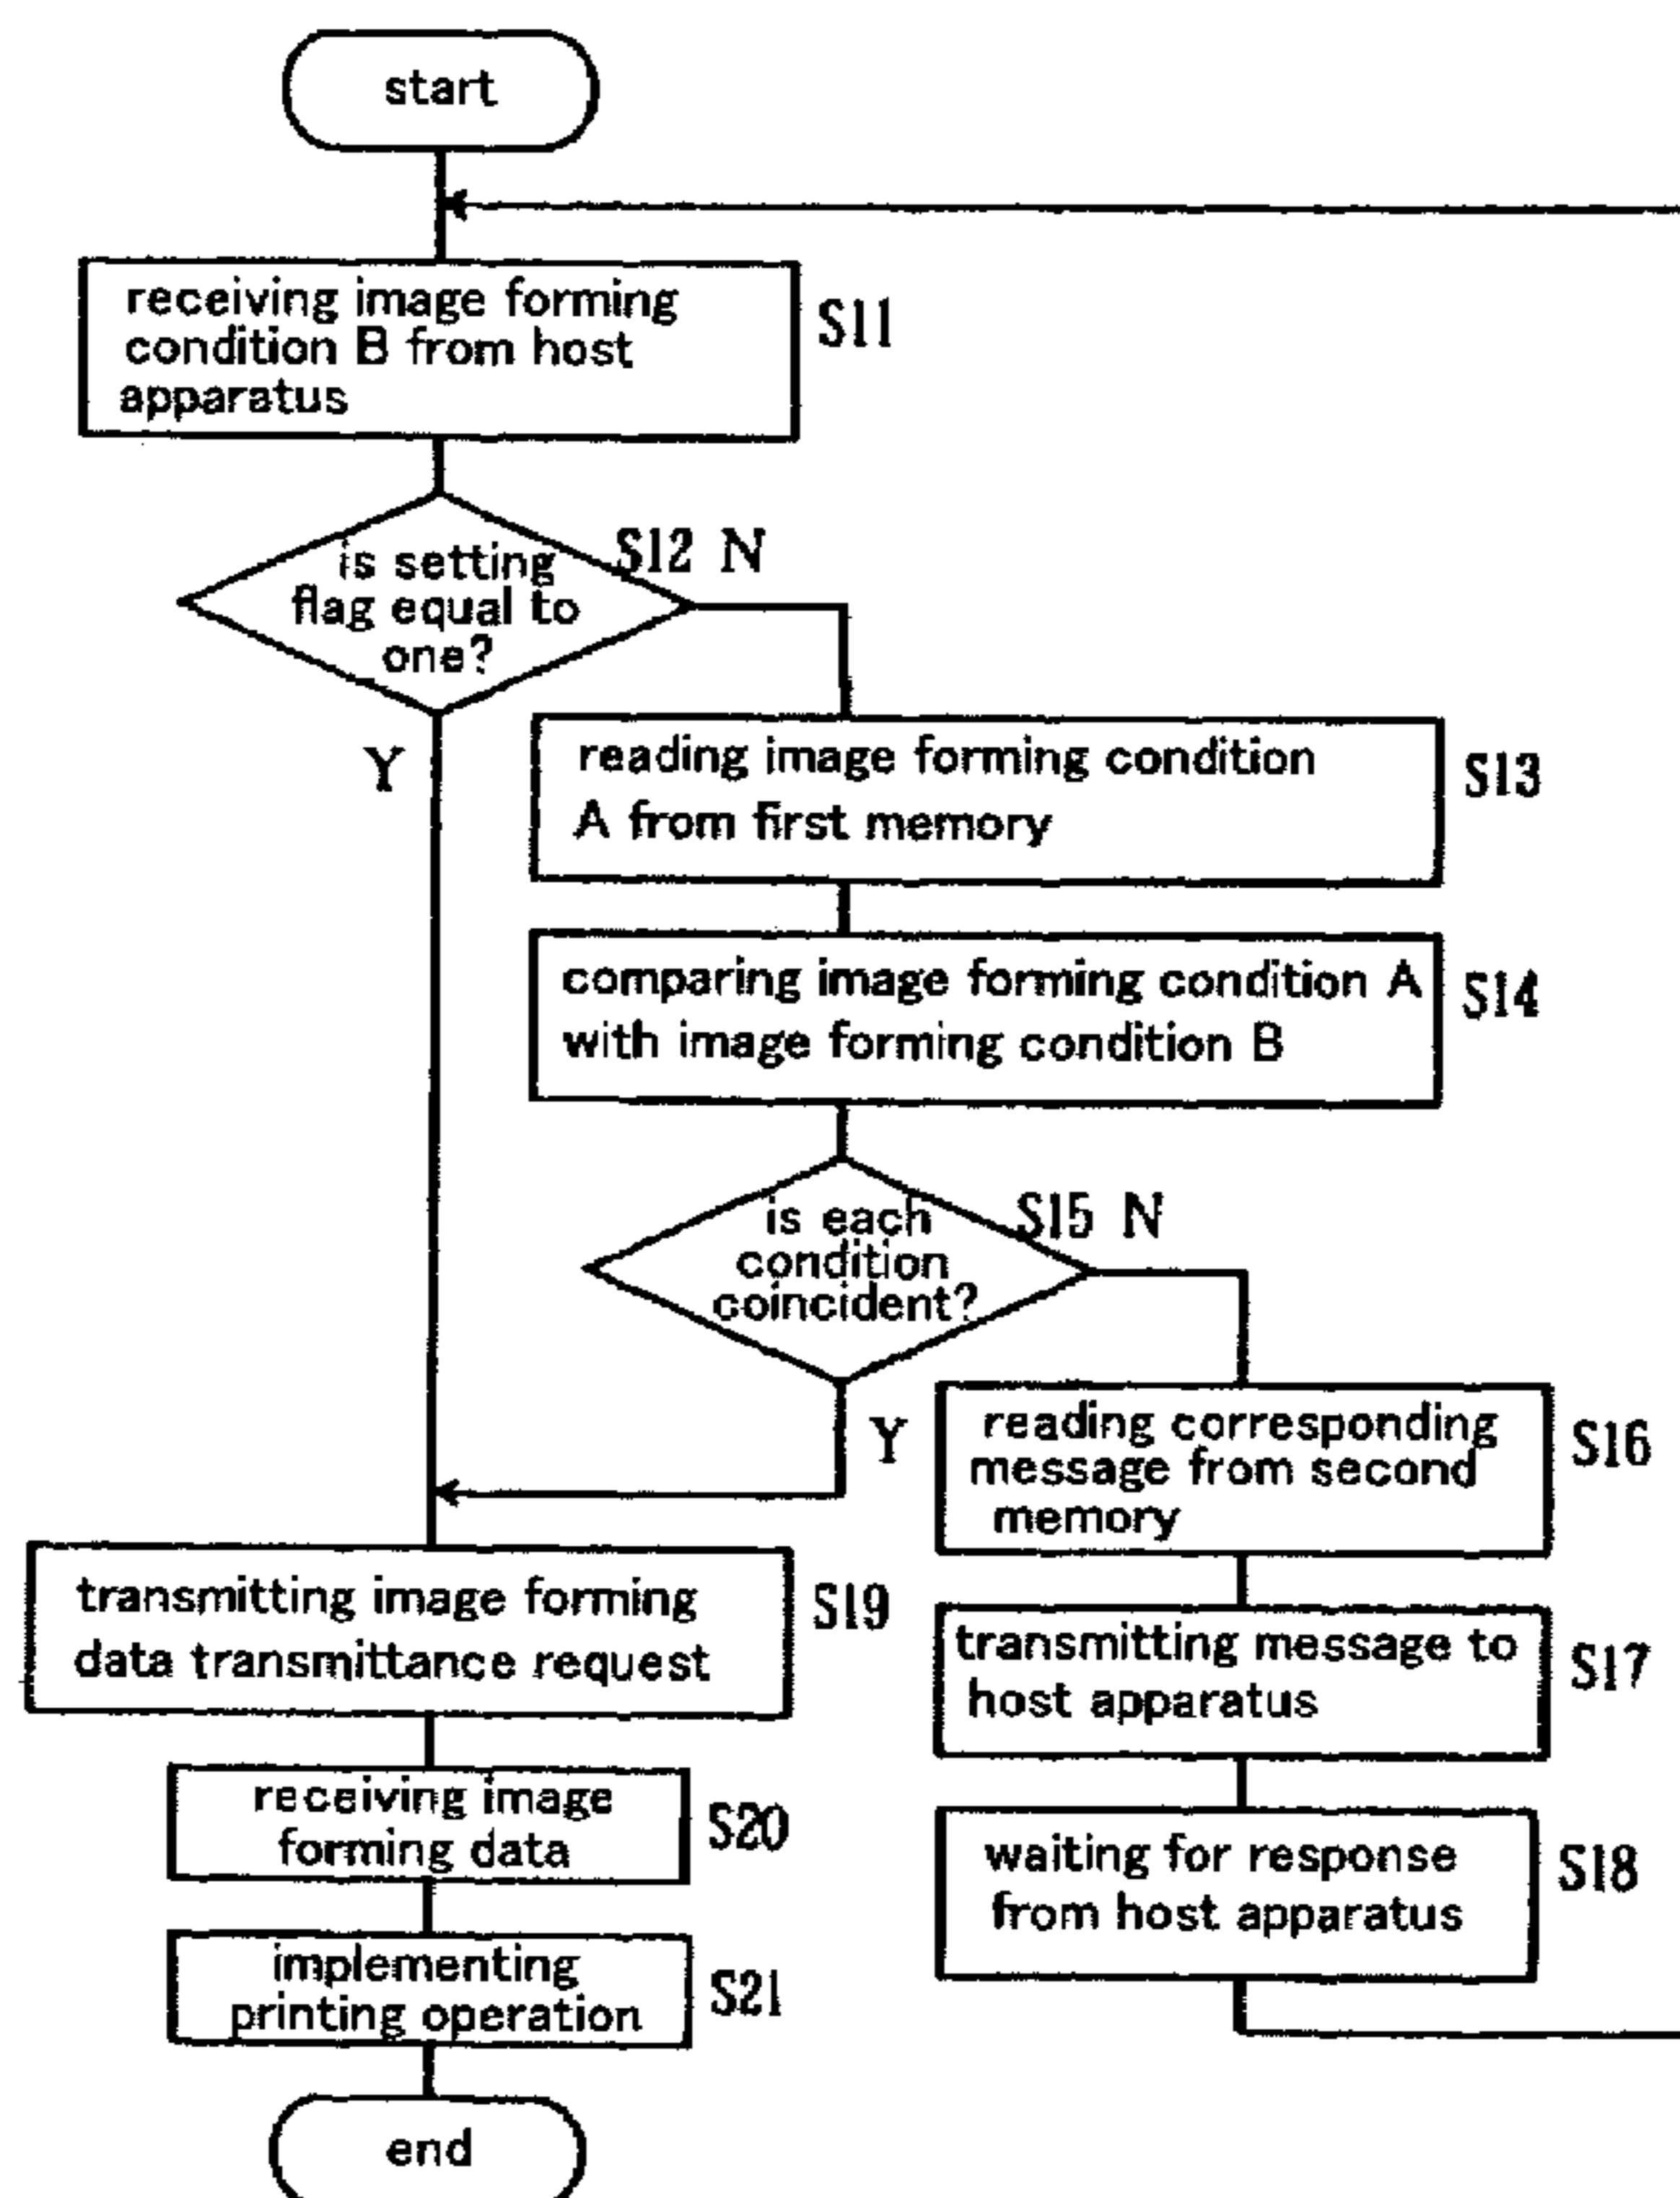 start
receiving image forming
condition B from host
apparatus
S11
is setting
flag equal to
one?
S12 N
Y
reading image forming condition
A from first memory
S13
comparing image forming condition A
with image forming condition B
S14
is each
condition
coincident?
S15 N
Y
reading corresponding
message from second
memory
S16
transmitting message to
host apparatus
S17
waiting for response
from host apparatus
S18
transmitting image forming
data transmittance request
S19
receiving image
forming data
S20
implementing
printing operation
S21
end